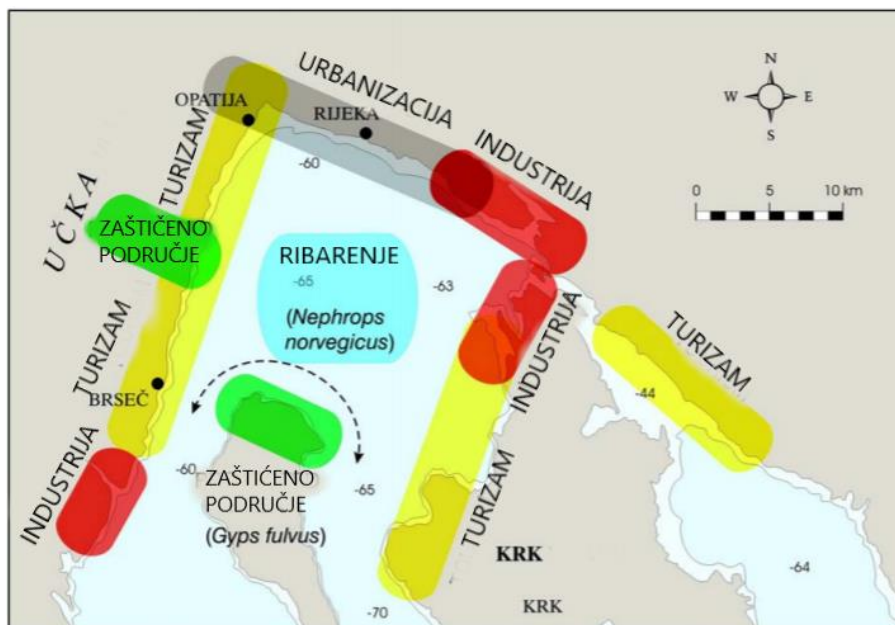 URBANIZACIJA
N
W
E
S
OPATIJA
RIJEKA
INDUSTRIJA
-60
TURIZAM
0 5 10 km
UČKA
ZAŠTIČENO
PODRUČJE
RIBARENJE
-65
-63
(Nephrops
norvegicus)
TURIZAM
INDUSTRIJA
TURIZAM
BRSEČ
-44
INDUSTRIJA
-60
ZAŠTIĆENO
PODRUČJE
(Gyps fulvus)
-65
TURIZAM
KRK
-64
KRK
-70